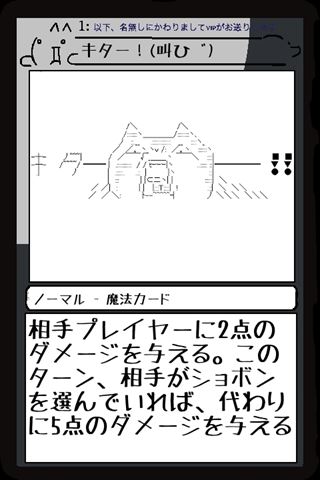 1: 以下、名無しにかわりましてVIPがお送りします
キター！(叫び゛)
キター!!
ノーマル - 魔法カード
相手プレイヤーに2点の
ダメージを与える。この
ターン、相手がショボン
を選んでいれば、代わり
に5点のダメージを与える